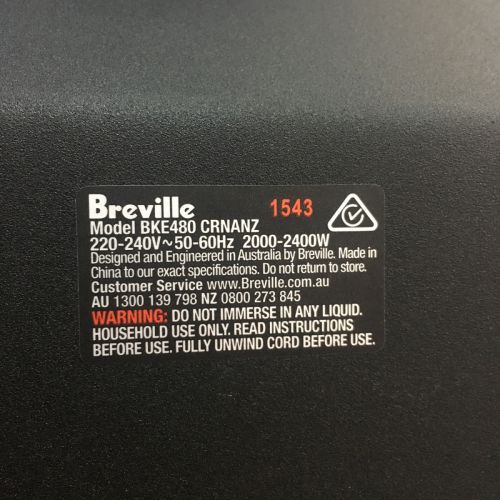 Breville 1543
Model BKE480 CRNANZ
220-240V~50-60Hz 2000-2400W
Designed and Engineered in Australia by Breville. Made in
China to our exact specifications. Do not return to store.
Customer Service www.Breville.com.au
AU 1300 139 798 NZ 0800 273 845
WARNING: DO NOT IMMERSE IN ANY LIQUID.
HOUSEHOLD USE ONLY. READ INSTRUCTIONS
BEFORE USE. FULLY UNWIND CORD BEFORE USE.